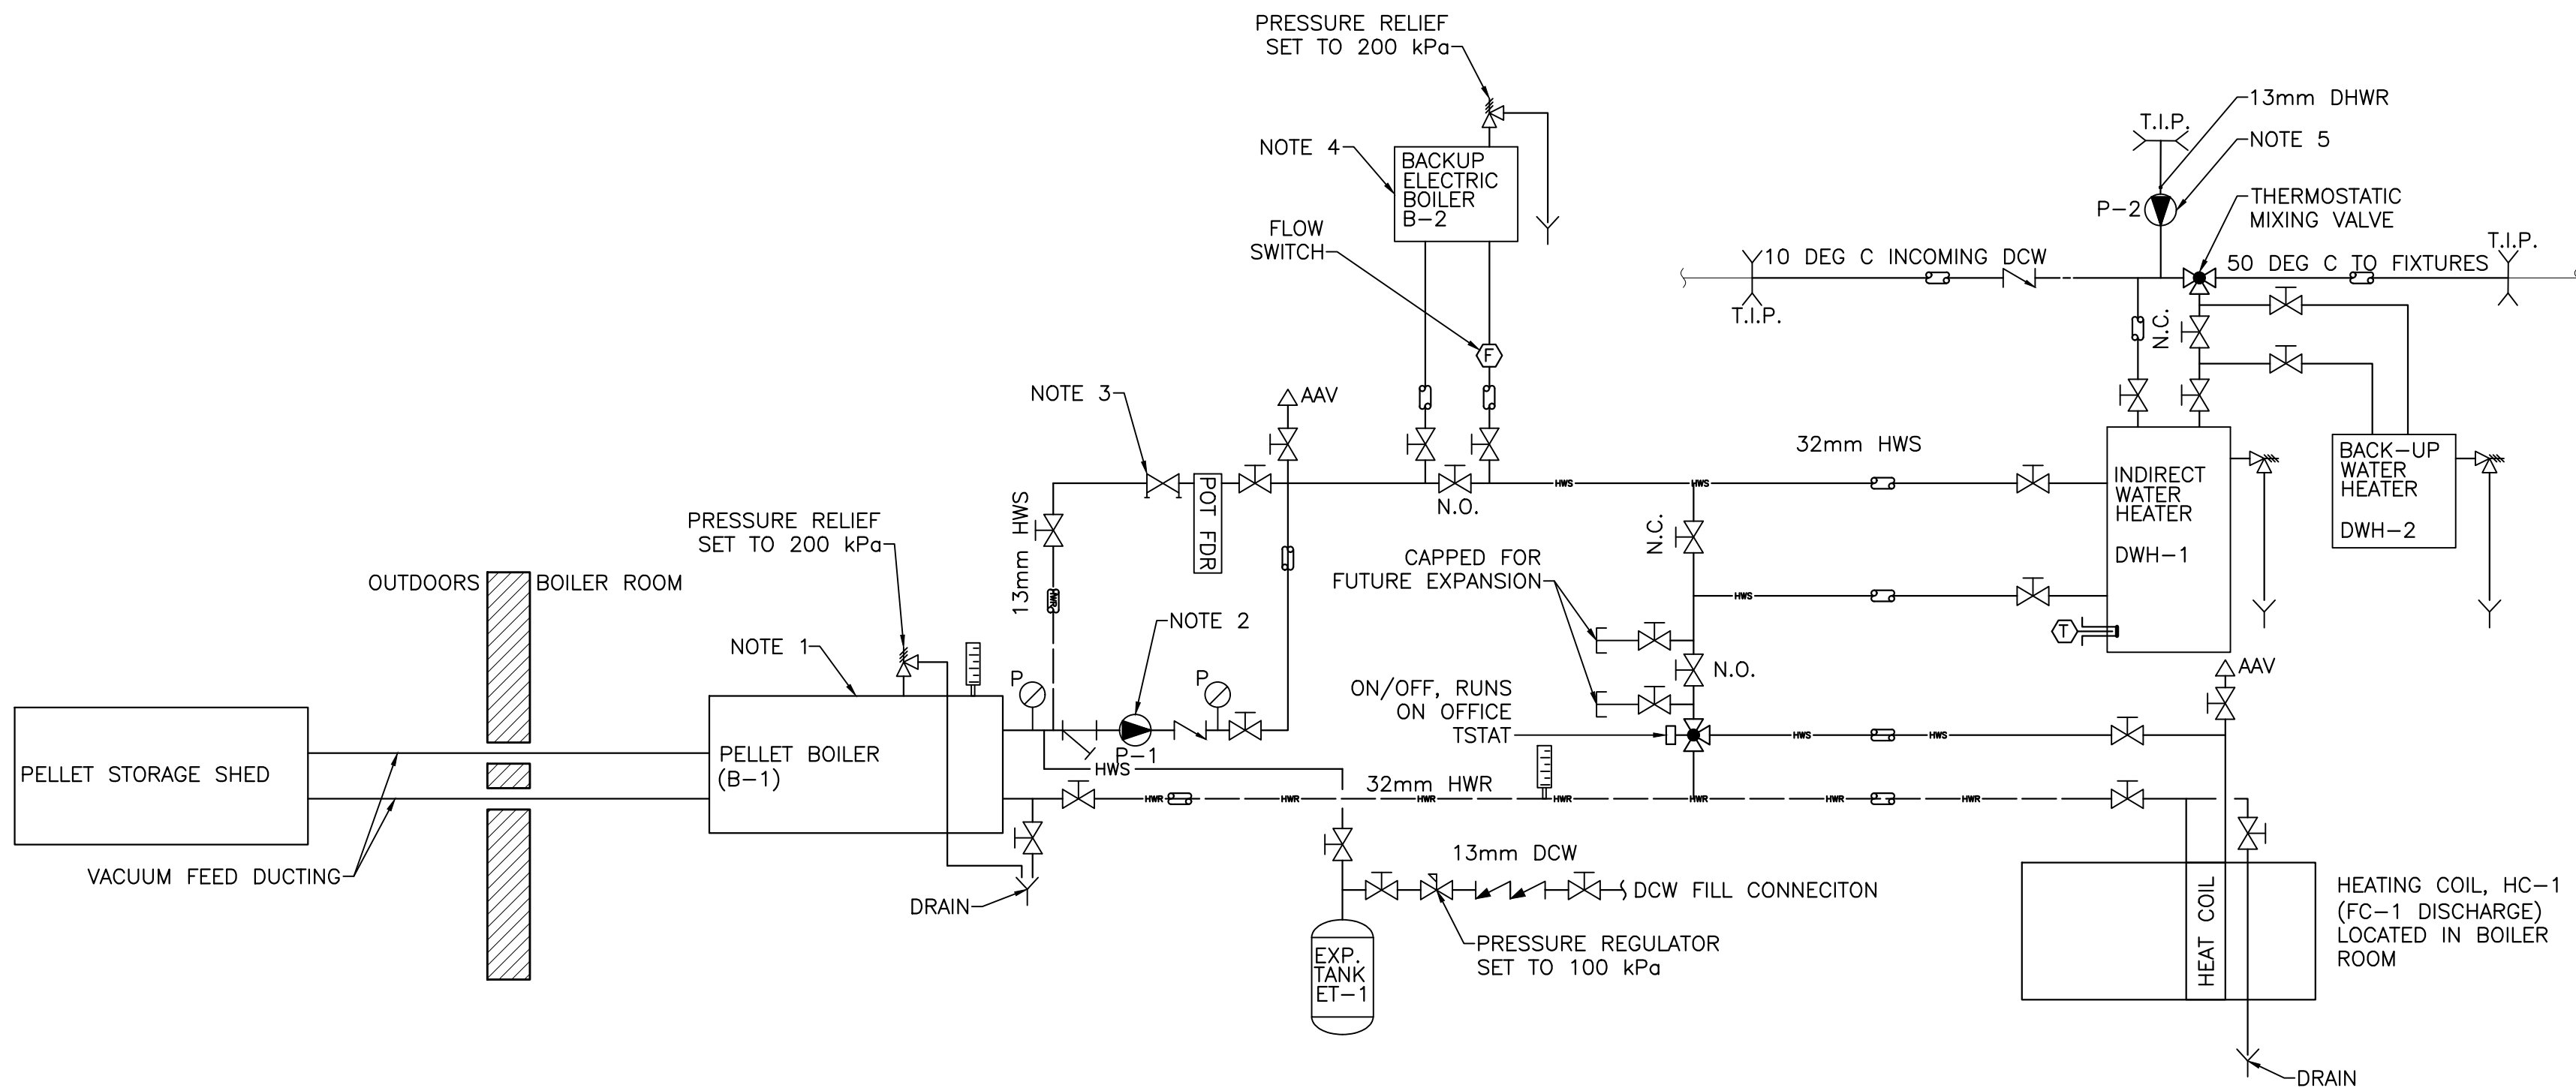 PRESSURE RELIEF
SET TO 200 kPa
NOTE 4
BACKUP
ELECTRIC
BOILER
B-2
FLOW
SWITCH
F
13mm DHWR
T.I.P.
NOTE 5
P-2
THERMOSTATIC
MIXING VALVE
10 DEG C INCOMING DCW
T.I.P.
50 DEG C TO FIXTURES
T.I.P.
N.C.
NOTE 3
AAV
13mm HWS
HWR
POT FDR
N.O.
HWS
HWS
32mm HWS
INDIRECT
WATER
HEATER
DWH-1
BACK-UP
WATER
HEATER
DWH-2
PRESSURE RELIEF
SET TO 200 kPa
N.C.
CAPPED FOR
FUTURE EXPANSION
HWS
T
N.O.
OUTDOORS
BOILER ROOM
NOTE 1
NOTE 2
P
P
P-1
HWS
ON/OFF, RUNS
ON OFFICE
TSTAT
HWS
HWS
AAV
PELLET STORAGE SHED
PELLET BOILER
(B-1)
32mm HWR
HWR
HWR
HWR
HWR
HWR
HWR
HWR
VACUUM FEED DUCTING
DRAIN
13mm DCW
DCW FILL CONNECITON
PRESSURE REGULATOR
SET TO 100 kPa
EXP.
TANK
ET-1
HEAT COIL
HEATING COIL, HC-1
(FC-1 DISCHARGE)
LOCATED IN BOILER
ROOM
DRAIN